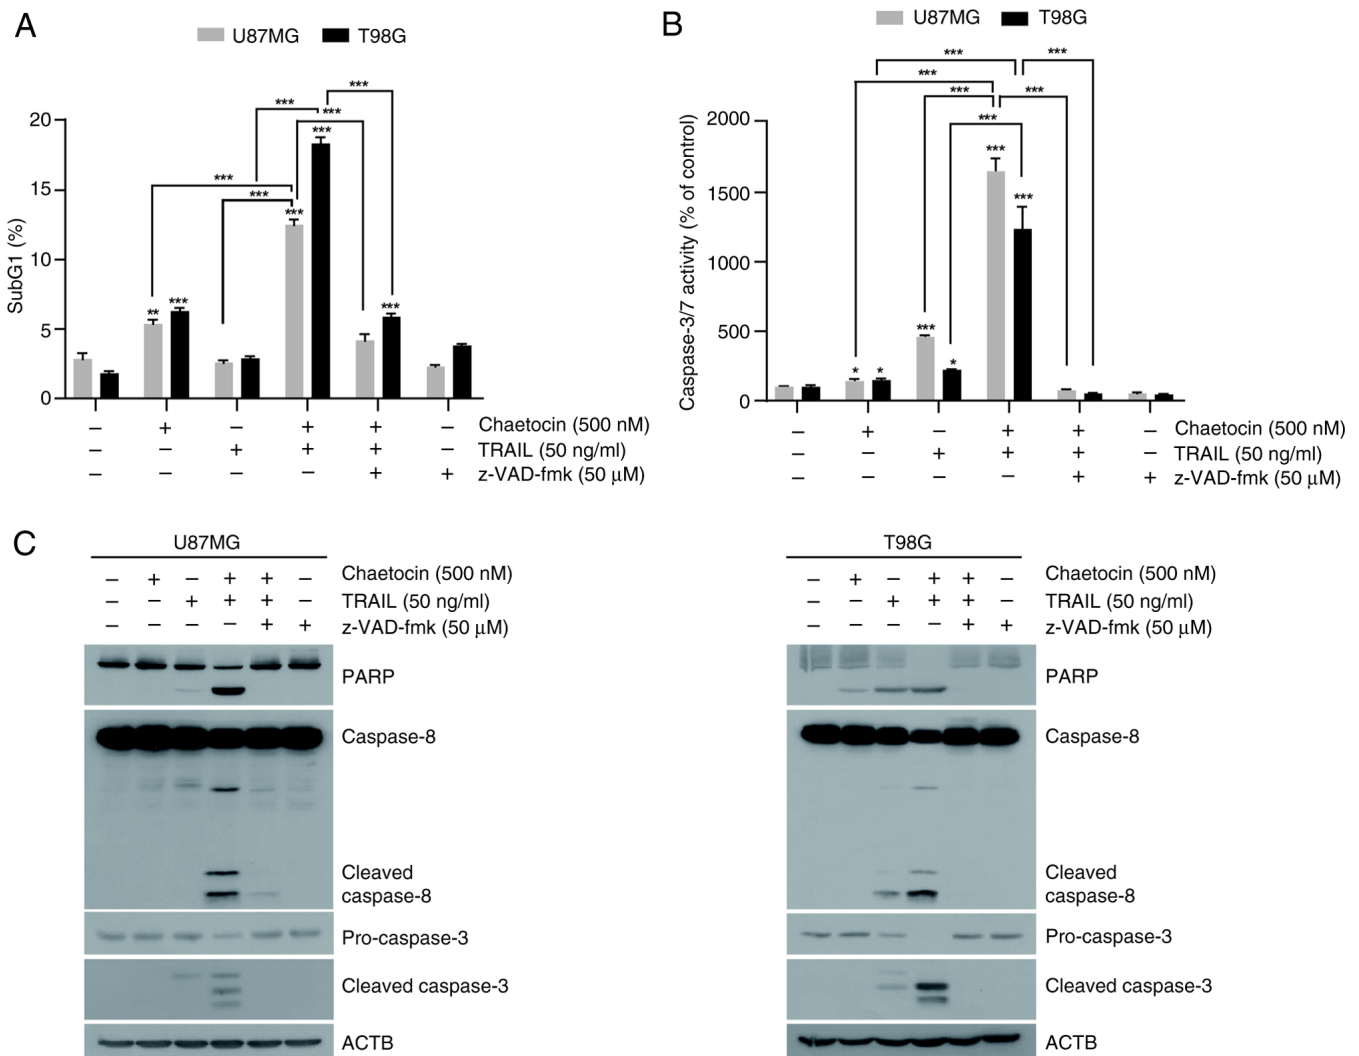 A
U87MG T98G
SubG1 (%)
20
15
10
5
0
*** *** *** *** *** *** *** *** *** ** ***
– + – + + – Chaetocin (500 nM)
– – + + + – TRAIL (50 ng/ml)
– – – – + + z-VAD-fmk (50 µM)
B
U87MG T98G
Caspase-3/7 activity (% of control)
2000
1500
1000
500
0
*** *** *** *** *** *** *** *** *** * * *
– + – + + – Chaetocin (500 nM)
– – + + + – TRAIL (50 ng/ml)
– – – – + + z-VAD-fmk (50 µM)
C
U87MG
– + – + + – Chaetocin (500 nM)
– – + + + – TRAIL (50 ng/ml)
– – – – + + z-VAD-fmk (50 µM)
PARP
Caspase-8
Cleaved
caspase-8
Pro-caspase-3
Cleaved caspase-3
ACTB
T98G
– + – + + – Chaetocin (500 nM)
– – + + + – TRAIL (50 ng/ml)
– – – – + + z-VAD-fmk (50 µM)
PARP
Caspase-8
Cleaved
caspase-8
Pro-caspase-3
Cleaved caspase-3
ACTB